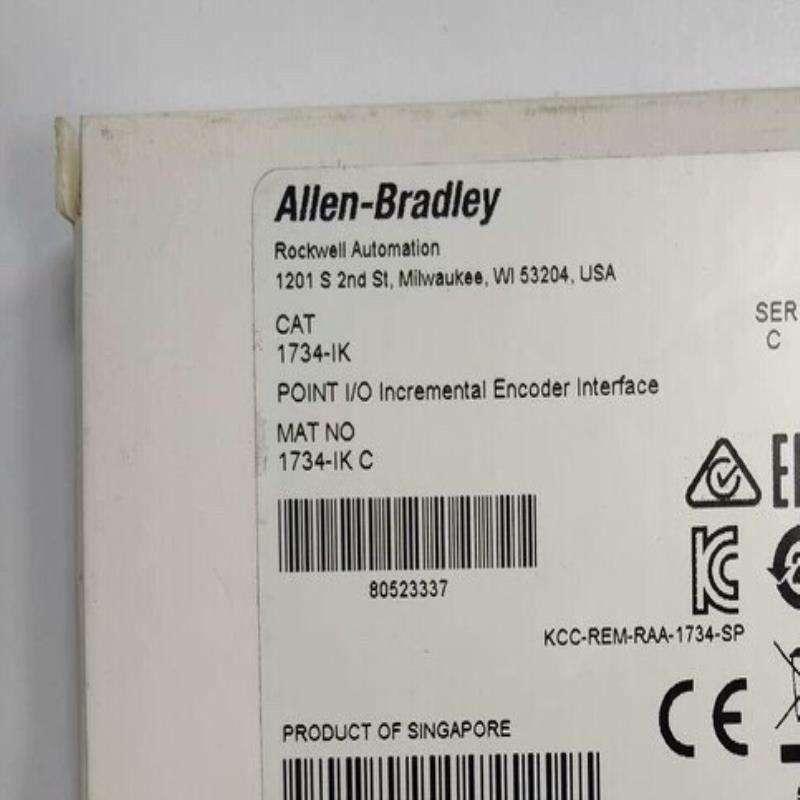 Allen-Bradley
Rockwell Automation
1201 S 2nd St, Milwaukee, WI 53204, USA
CAT
1734-IK
SER
C
POINT I/O Incremental Encoder Interface
MAT NO
1734-IK C
80523337
KCC-REM-RAA-1734-SP
CE
PRODUCT OF SINGAPORE